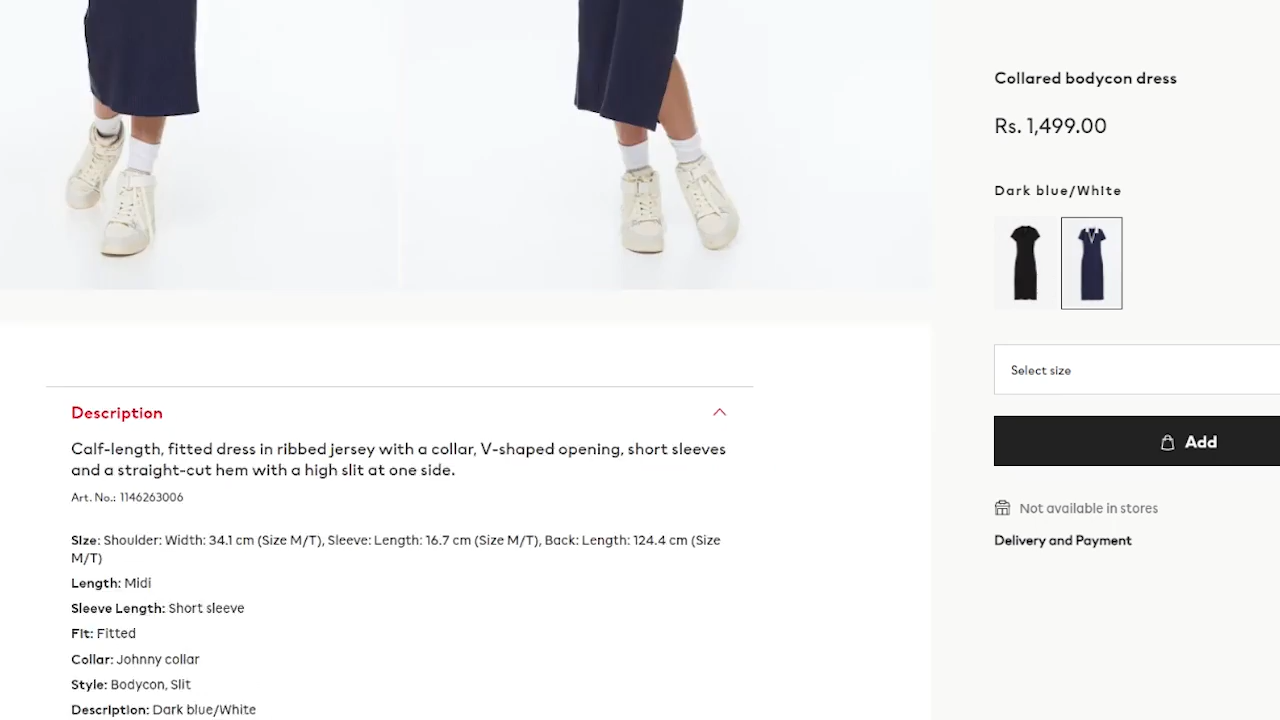 Collared bodycon dress
Rs. 1,499.00
Dark blue/White
Select size
Add
Not available in stores
Delivery and Payment
Description
Calf-length, fitted dress in ribbed jersey with a collar, V-shaped opening, short sleeves
and a straight-cut hem with a high slit at one side.
Art. No.: 1146263006
Size: Shoulder: Width: 34.1 cm (Size M/T), Sleeve: Length: 16.7 cm (Size M/T), Back: Length: 124.4 cm (Size
M/T)
Length: Midi
Sleeve Length: Short sleeve
Fit: Fitted
Collar: Johnny collar
Style: Bodycon, Slit
Description: Dark blue/White